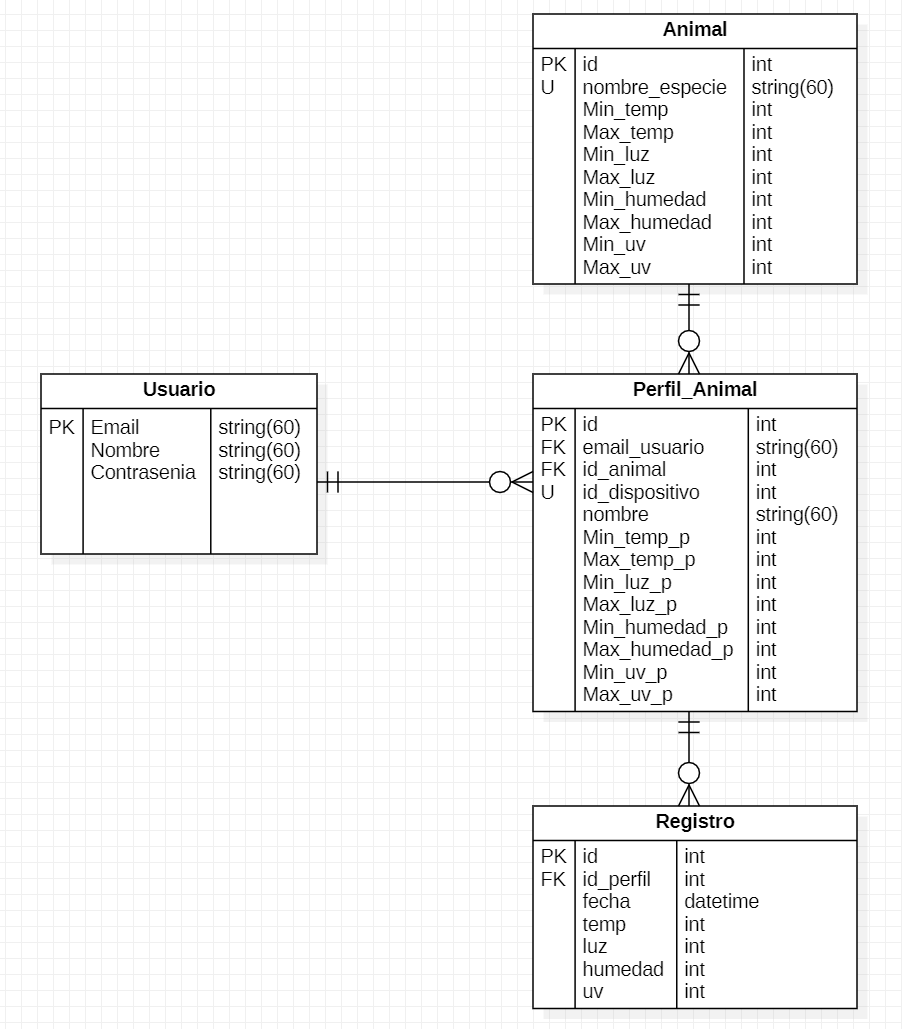 Animal
PK id int
U nombre_especie string(60)
Min_temp int
Max_temp int
Min_luz int
Max_luz int
Min_humedad int
Max_humedad int
Min_uv int
Max_uv int
Usuario
PK Email string(60)
Nombre string(60)
Contrasenia string(60)
Perfil_Animal
PK id int
FK email_usuario string(60)
FK id_animal int
U id_dispositivo int
nombre string(60)
Min_temp_p int
Max_temp_p int
Min_luz_p int
Max_luz_p int
Min_humedad_p int
Max_humedad_p int
Min_uv_p int
Max_uv_p int
Registro
PK id int
FK id_perfil int
fecha datetime
temp int
luz int
humedad int
uv int